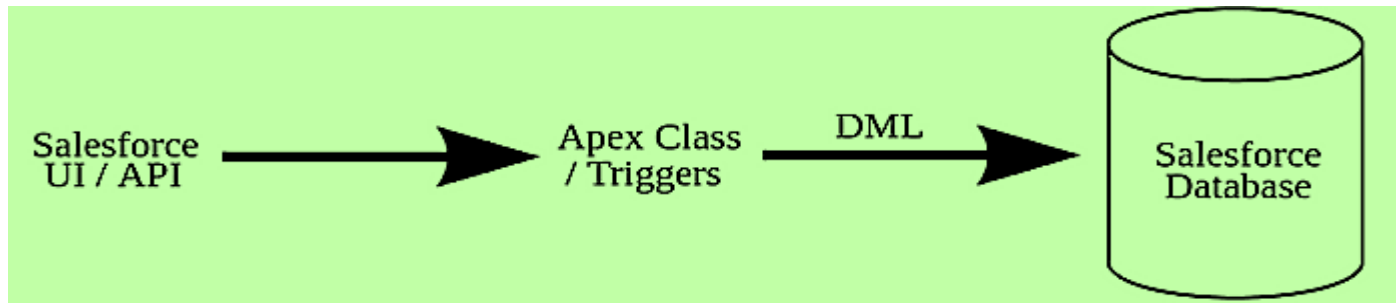 Salesforce
UI / API
Apex Class
/ Triggers
DML
Salesforce
Database